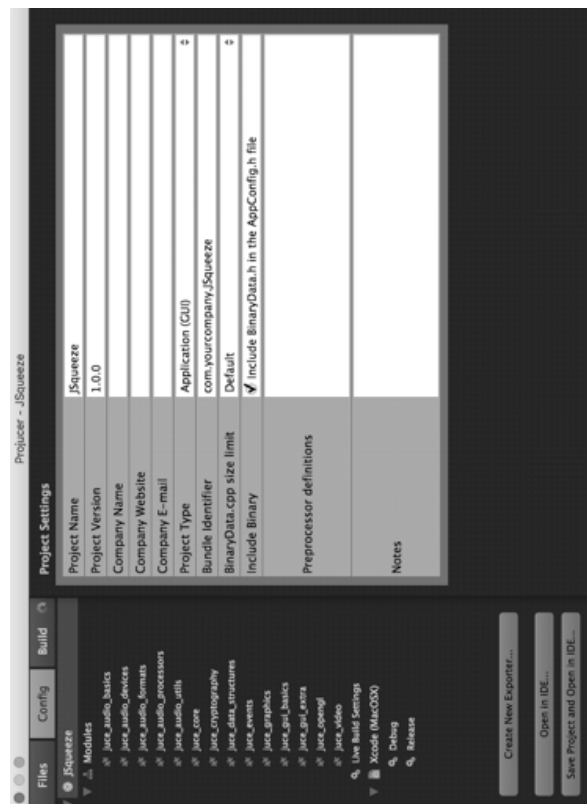 Projucer - JSqueeze
Files
Config
Build
JSqueeze
Modules
juce_audio_basics
juce_audio_devices
juce_audio_formats
juce_audio_processors
juce_audio_utils
juce_core
juce_cryptography
juce_data_structures
juce_events
juce_graphics
juce_gui_basics
juce_gui_extra
juce_opengl
juce_video
Live Build Settings
Xcode (MacOSX)
Debug
Release
Create New Exporter...
Open in IDE...
Save Project and Open in IDE...
Project Settings
Project Name JSqueeze
Project Version 1.0.0
Company Name
Company Website
Company E-mail
Project Type Application (GUI)
Bundle Identifier com.yourcompany.JSqueeze
BinaryData.cpp size limit Default
Include Binary Include BinaryData.h in the AppConfig.h file
Preprocessor definitions
Notes